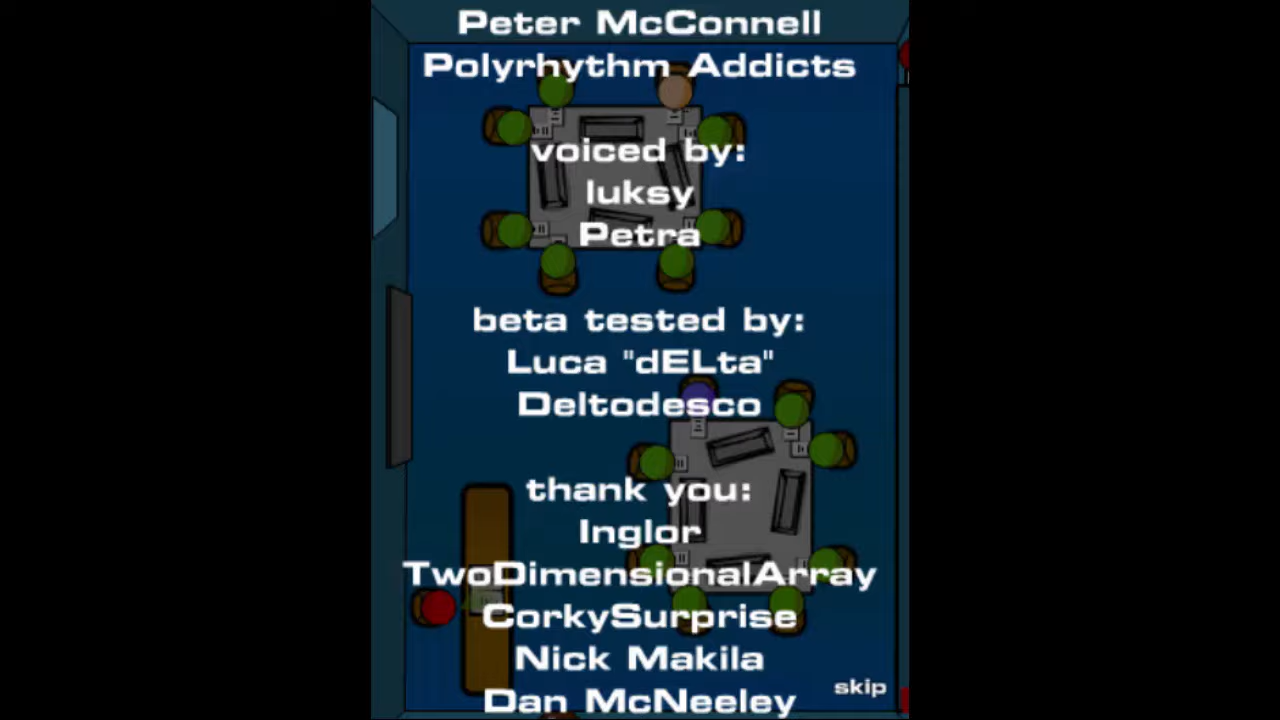 Peter McConnell
Polyrhythm Addicts
voiced by:
luksy
Petra
beta tested by:
Luca "dELta"
Deltodesco
thank you:
Inglor
TwoDimensionalArray
CorkySurprise
Nick Makila
Dan McNeeley
skip